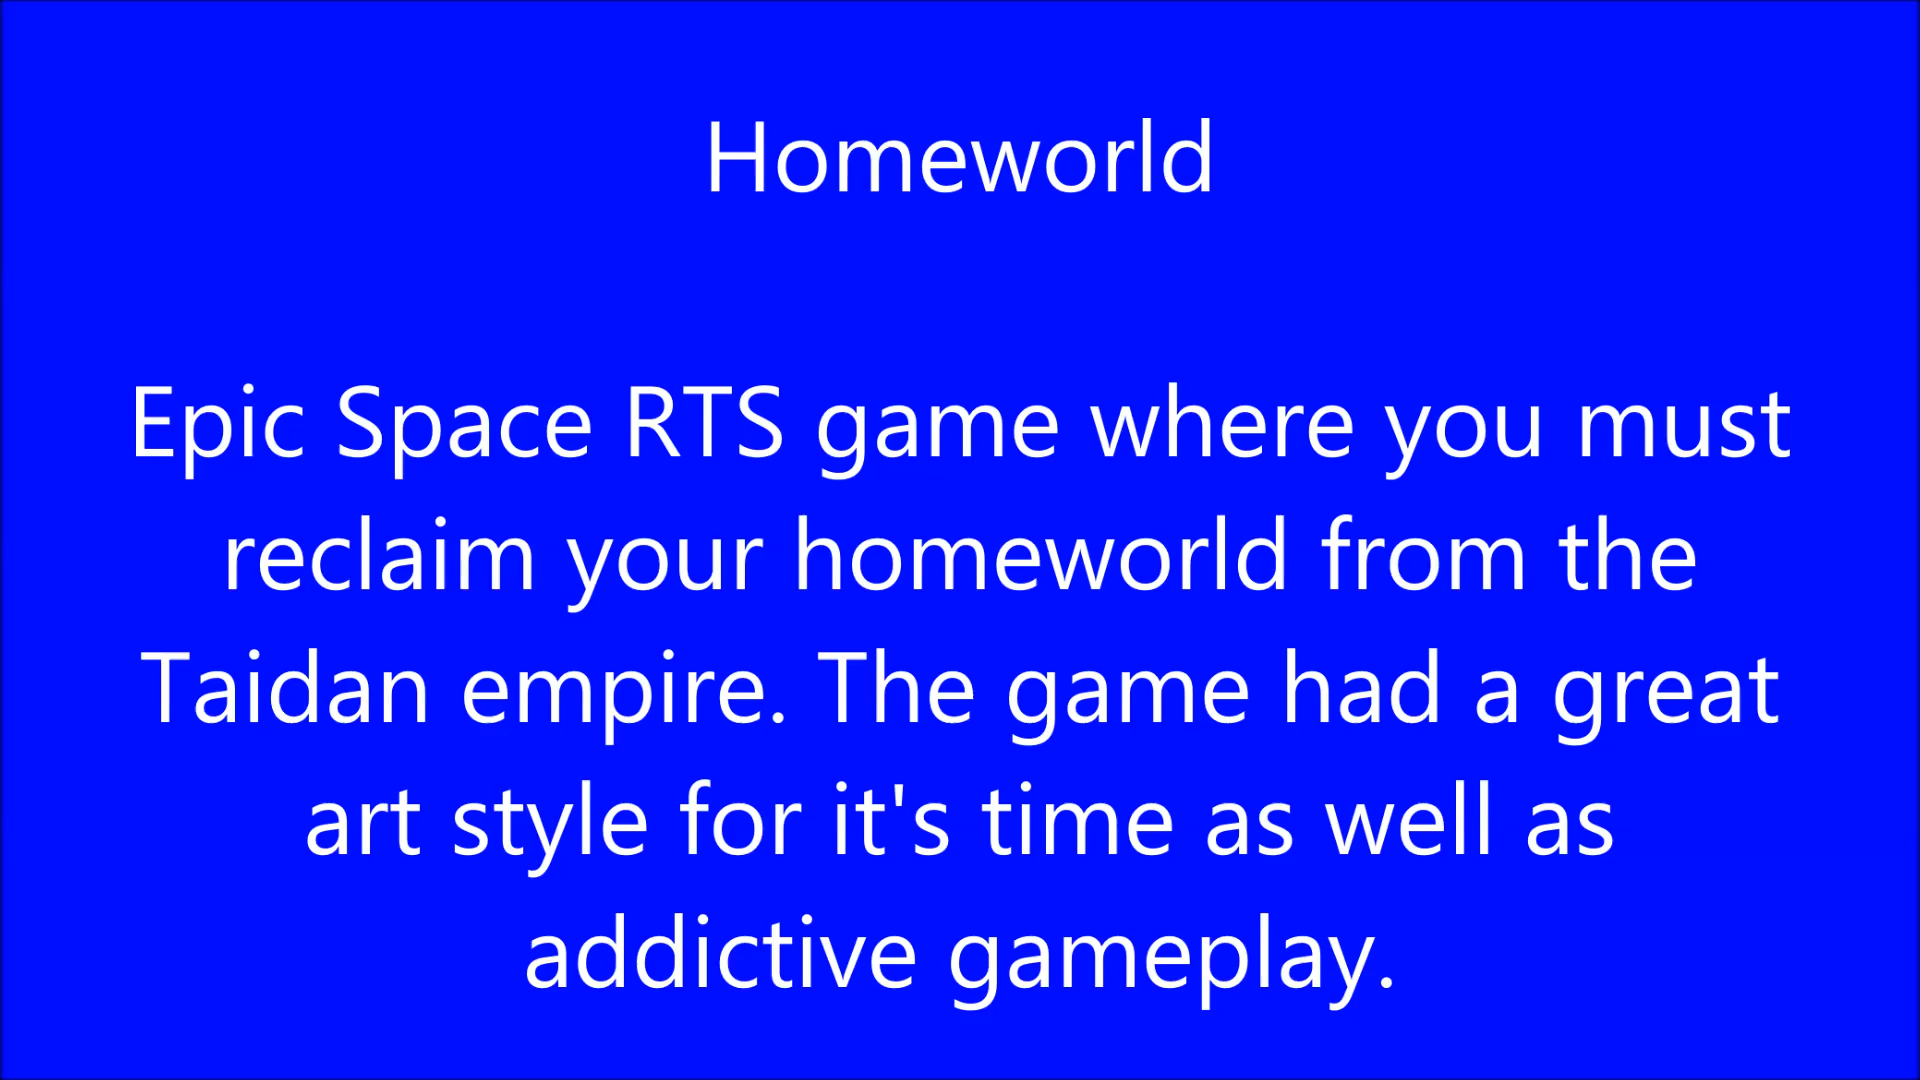 Homeworld
Epic Space RTS game where you must
reclaim your homeworld from the
Taidan empire. The game had a great
art style for it's time as well as
addictive gameplay.